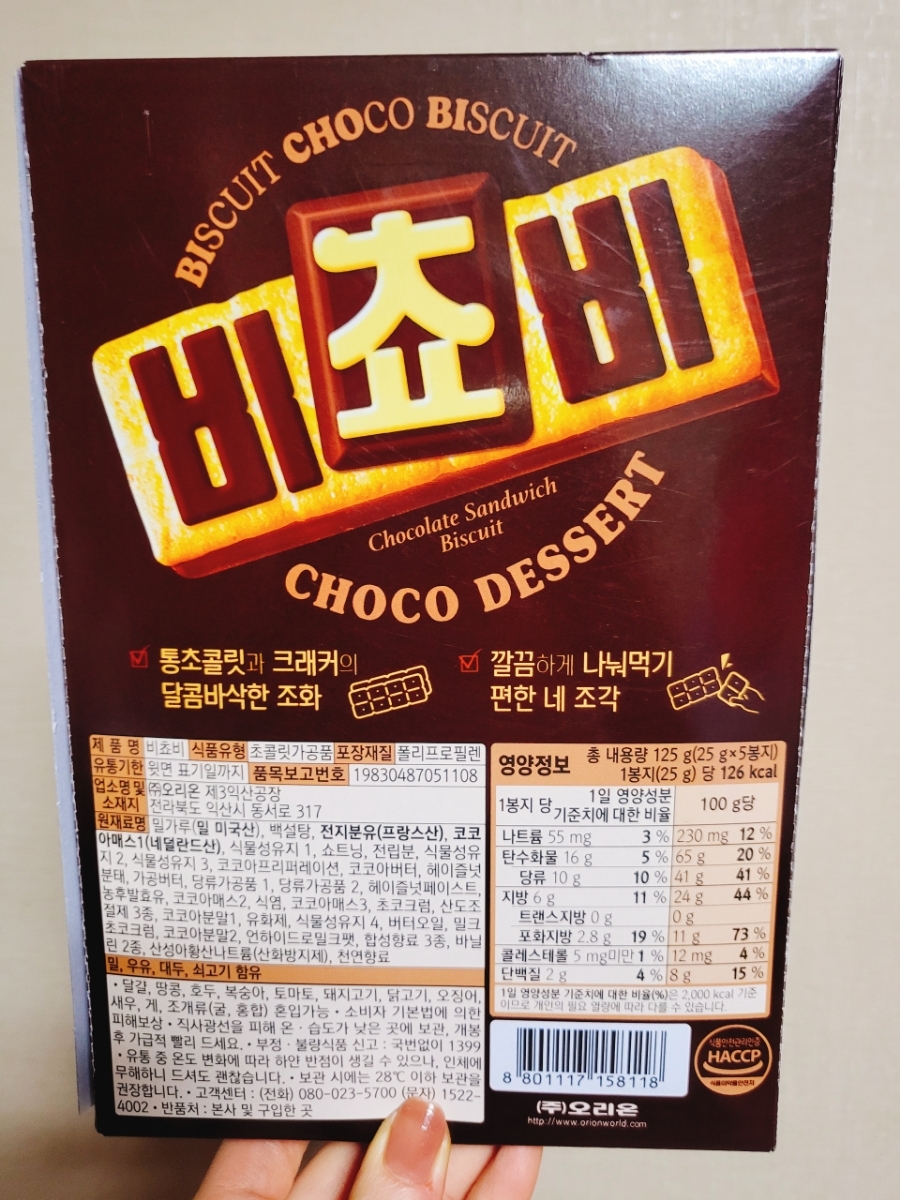 BISCUIT CHOCO BISCUIT
비쵸비
Chocolate Sandwich
Biscuit
CHOCO DESSERT
통초콜릿과 크래커의
달콤바삭한 조화
깔끔하게 나눠먹기
편한 네 조각
제 품 명 비쵸비 식품유형 초콜릿가공품 포장재질 폴리프로필렌
유통기한 윗면 표기일까지 품목보고번호 19830487051108
업소명 및 ㈜오리온 제3익산공장
소재지 전라북도 익산시 동서로 317
원재료명 밀가루(밀 미국산), 백설탕, 전지분유(프랑스산), 코코
아매스1(네덜란드산), 식물성유지 1, 쇼트닝, 전립분, 식물성유
지 2, 식물성유지 3, 코코아프리퍼레이션, 코코아버터, 헤이즐넛
분태, 가공버터, 당류가공품 1, 당류가공품 2, 헤이즐넛페이스트,
농후발효유, 코코아매스2, 식염, 코코아매스3, 초코크럼, 산도조
절제 3종, 코코아분말1, 유화제, 식물성유지 4, 버터오일, 밀크
초코크럼, 코코아분말2, 언하이드로밀크팻, 합성향료 3종, 바닐
린 2종, 산성아황산나트륨(산화방지제), 천연향료
밀, 우유, 대두, 쇠고기 함유
• 달걀, 땅콩, 호두, 복숭아, 토마토, 돼지고기, 닭고기, 오징어,
새우, 게, 조개류(굴, 홍합) 혼입가능 • 소비자 기본법에 의한
피해보상 • 직사광선을 피해 온·습도가 낮은 곳에 보관, 개봉
후 가급적 빨리 드세요. • 부정·불량식품 신고 : 국번없이 1399
• 유통 중 온도 변화에 따라 하얀 반점이 생길 수 있으나, 인체에
무해하니 드셔도 괜찮습니다. • 보관 시에는 28℃ 이하 보관을
권장합니다. • 고객센터 : (전화) 080-023-5700 (문자) 1522-
4002 • 반품처 : 본사 및 구입한 곳
영양정보 총 내용량 125 g(25 g×5봉지)
1봉지(25 g) 당 126 kcal
1봉지 당 1일 영양성분 기준치에 대한 비율 100 g당
나트륨 55 mg 3 % 230 mg 12 %
탄수화물 16 g 5 % 65 g 20 %
당류 10 g 10 % 41 g 41 %
지방 6 g 11 % 24 g 44 %
트랜스지방 0 g 0 g
포화지방 2.8 g 19 % 11 g 73 %
콜레스테롤 5 mg미만 1 % 12 mg 4 %
단백질 2 g 4 % 8 g 15 %
1일 영양성분 기준치에 대한 비율(%)은 2,000 kcal 기준
이므로 개인의 필요 열량에 따라 다를 수 있습니다.
8 801117 158118
식품안전관리인증
HACCP
식품의약품안전처
㈜오리온
http://www.orionworld.com